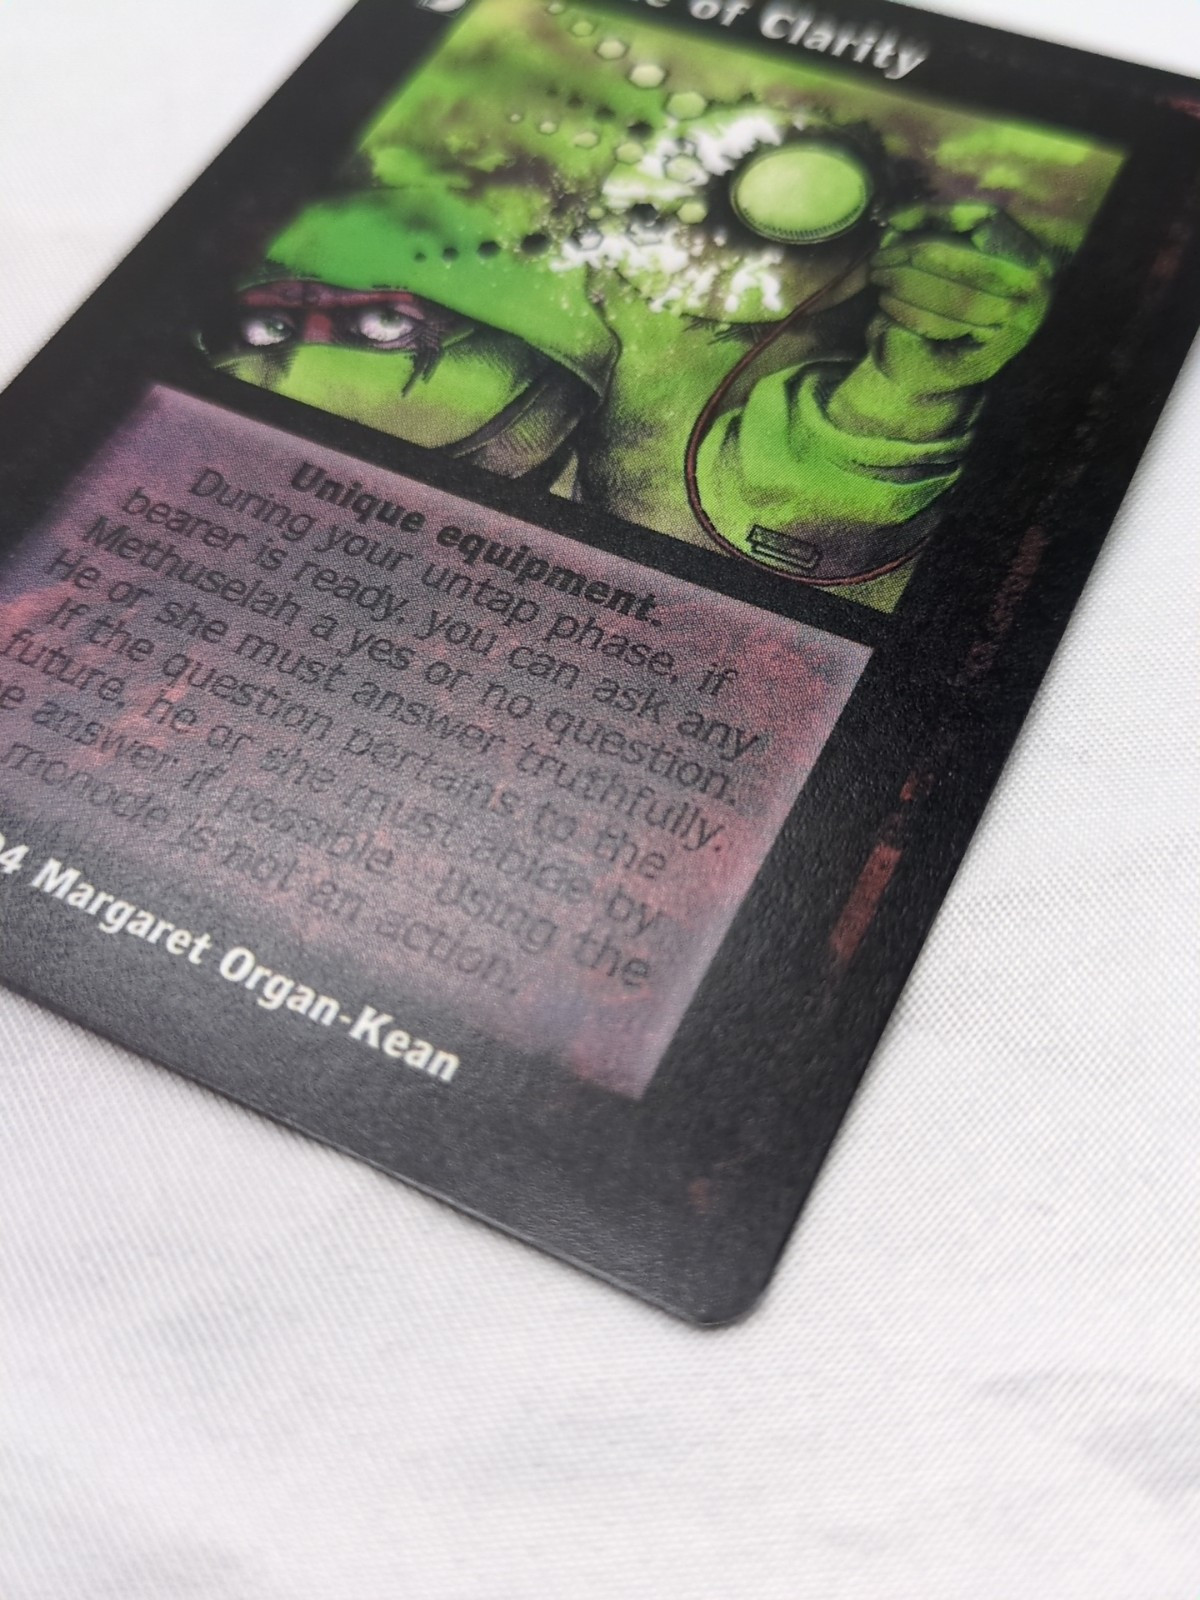 of Clarity
Unique equipment.
During your untap phase, if
bearer is ready, you can ask any
Methuselah a yes or no question.
He or she must answer truthfully.
If the question pertains to the
future, he or she must abide by
answer if possible. Using the
monocle is not an action.
94 Margaret Organ-Kean